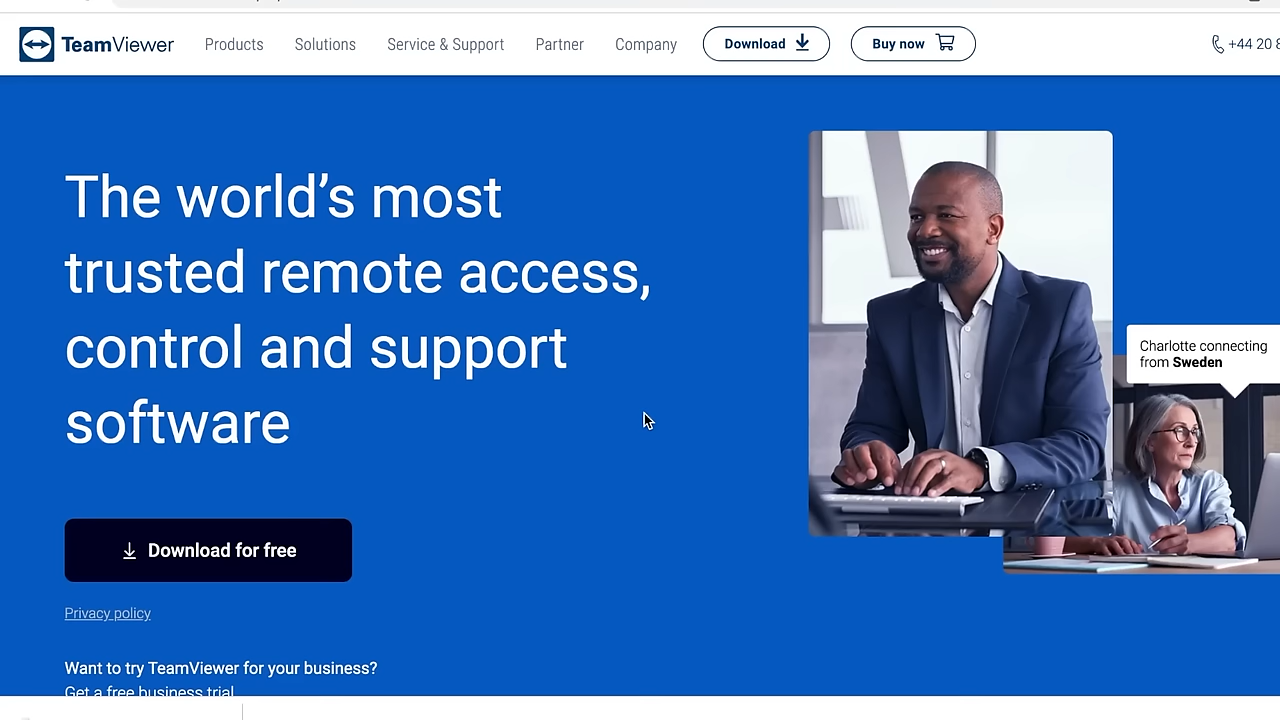 TeamViewer
Products
Solutions
Service & Support
Partner
Company
Download
Buy now
+44 20
The world’s most
trusted remote access,
control and support
software
Charlotte connecting
from Sweden
Download for free
Privacy policy
Want to try TeamViewer for your business?
Get a free business trial